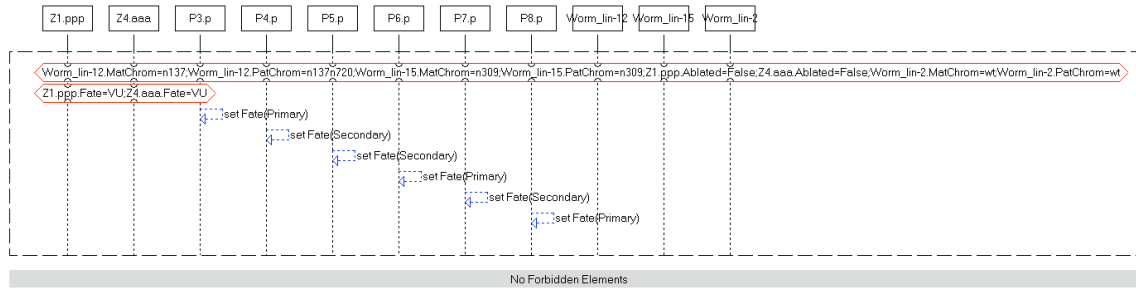 Z1.ppp Z4.aaa P3.p P4.p P5.p P6.p P7.p P8.p Worm_lin-12 Worm_lin-15 Worm_lin-2
Worm_lin-12.MatChrom=n137;Worm_lin-12.PatChrom=n137n720;Worm_lin-15.MatChrom=n309;Worm_lin-15.PatChrom=n309;Z1.ppp.Ablated=False;Z4.aaa.Ablated=False;Worm_lin-2.MatChrom=wt;Worm_lin-2.PatChrom=wt
Z1.ppp.Fate=VU;Z4.aaa.Fate=VU
set Fate(Primary)
set Fate(Secondary)
set Fate(Secondary)
set Fate(Primary)
set Fate(Secondary)
set Fate(Primary)
No Forbidden Elements